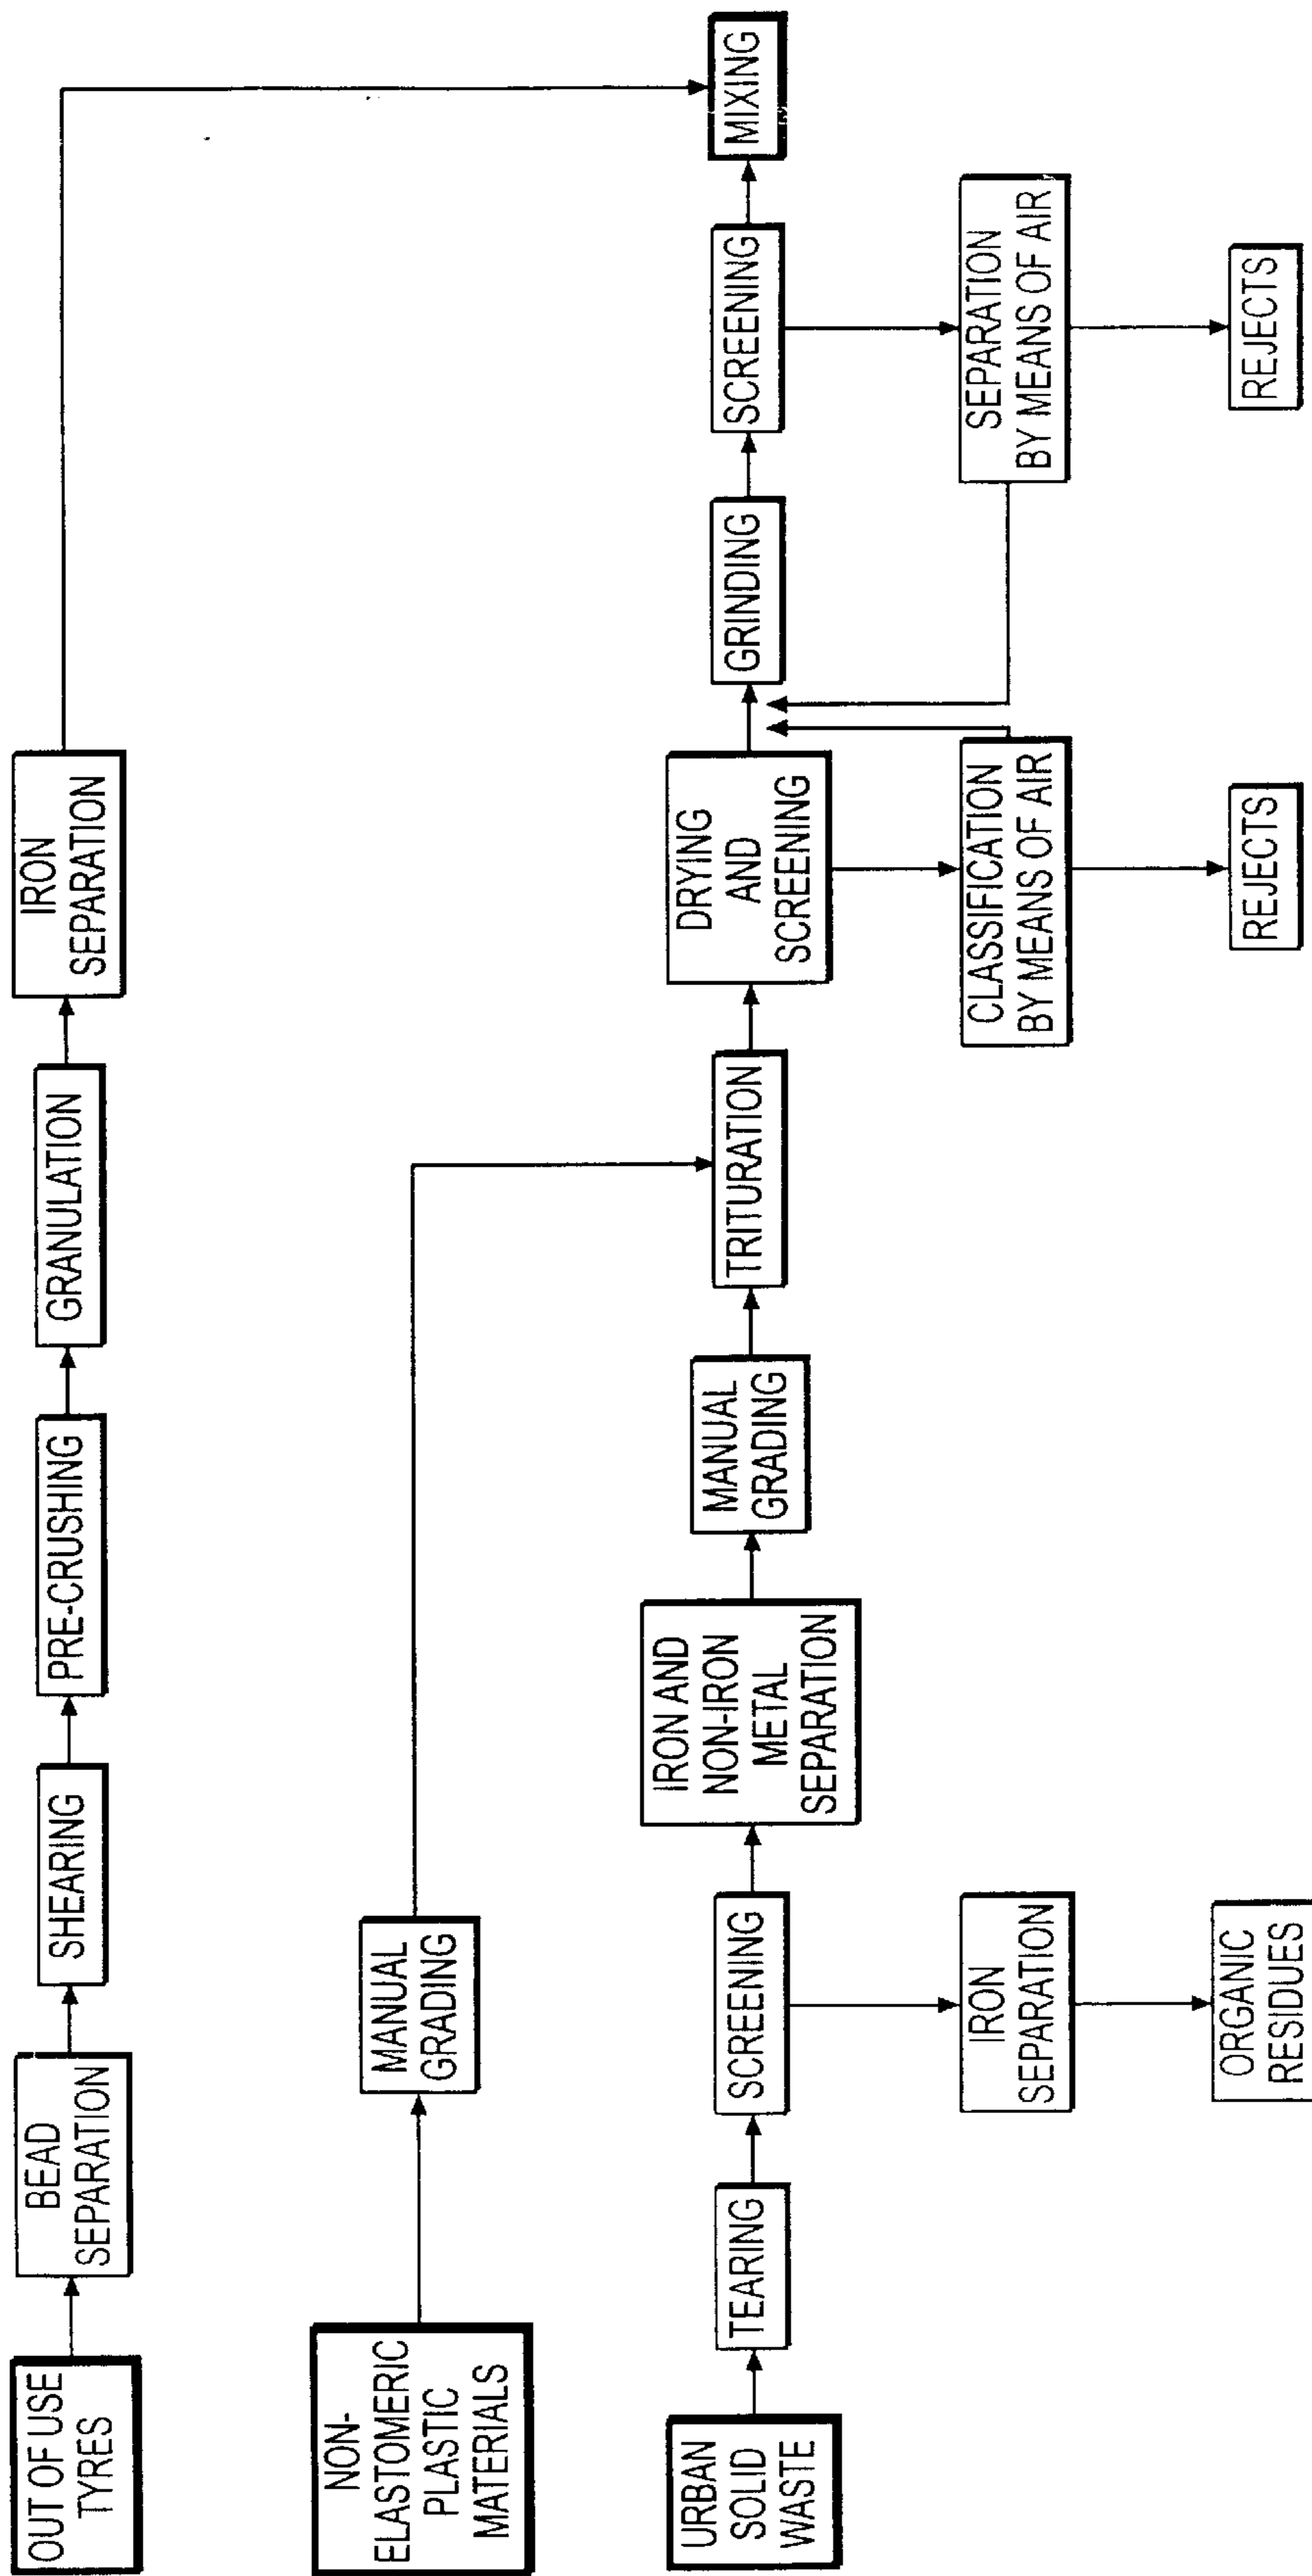 OUT OF USE
TYRES
BEAD
SEPARATION
SHEARING
PRE-CRUSHING
GRANULATION
IRON
SEPARATION
NON-
ELASTOMERIC
PLASTIC
MATERIALS
MANUAL
GRADING
URBAN
SOLID
WASTE
TEARING
SCREENING
IRON AND
NON-IRON
METAL
SEPARATION
MANUAL
GRADING
TRITURATION
DRYING
AND
SCREENING
GRINDING
SCREENING
MIXING
IRON
SEPARATION
CLASSIFICATION
BY MEANS OF AIR
SEPARATION
BY MEANS OF AIR
ORGANIC
RESIDUES
REJECTS
REJECTS